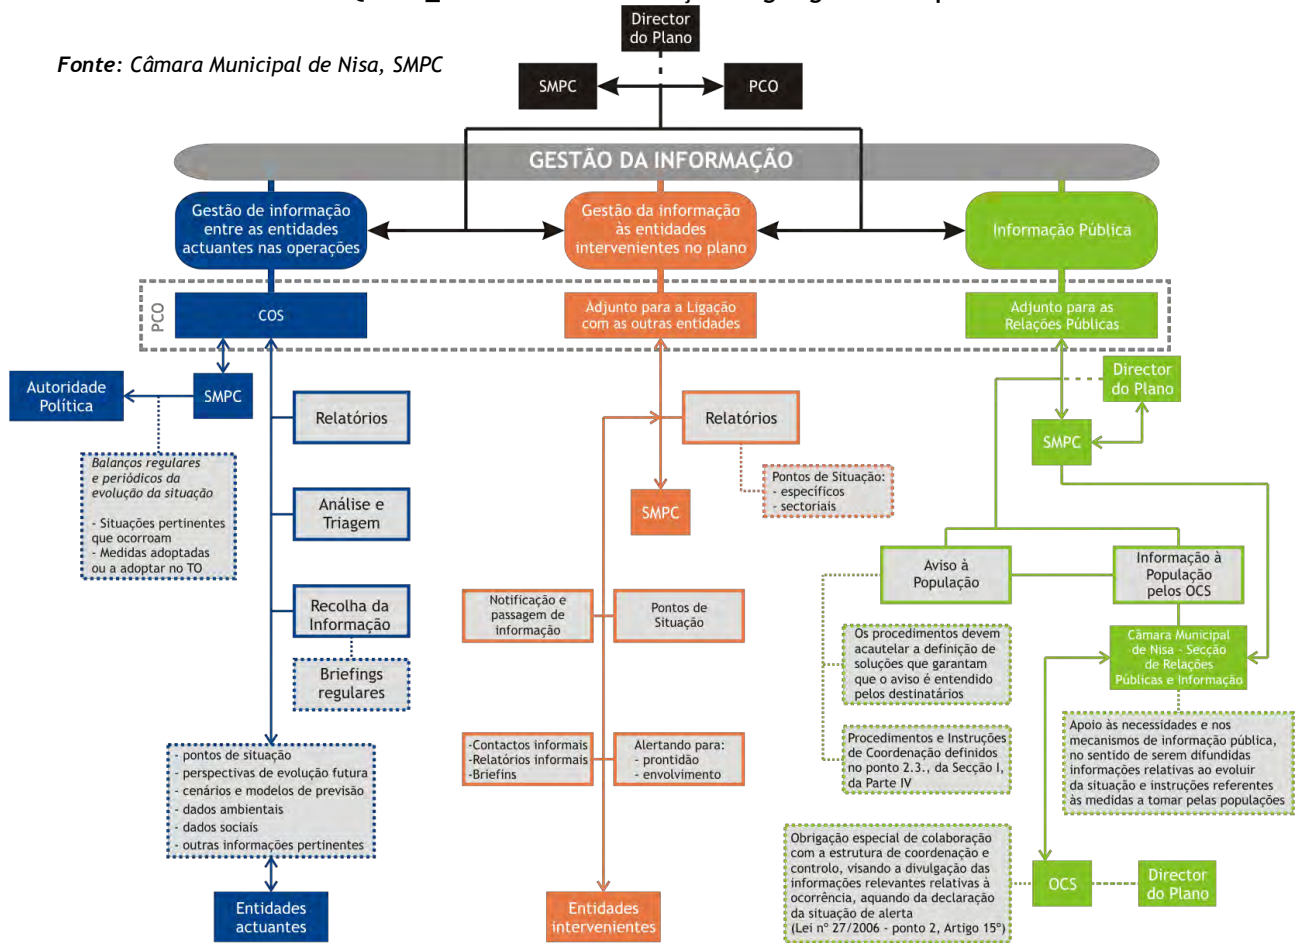 Director
do Plano
Fonte: Câmara Municipal de Nisa, SMPC
SMPC
PCO
GESTÃO DA INFORMAÇÃO
Gestão de informação
entre as entidades
actuantes nas operações
Gestão da informação
às entidades
intervenientes no plano
Informação Pública
PCO
COS
Adjunto para a Ligação
com as outras entidades
Adjunto para as
Relações Públicas
Autoridade
Política
SMPC
Relatórios
Balanços regulares
e periódicos da
evolução da situação
- Situações pertinentes
que ocorroam
- Medidas adoptadas
ou a adoptar no TO
Análise e
Triagem
Recolha da
Informação
Briefings
regulares
- pontos de situação
- perspectivas de evolução futura
- cenários e modelos de previsão
- dados ambientais
- dados sociais
- outras informações pertinentes
Entidades
actuantes
Relatórios
Pontos de Situação:
- específicos
- sectoriais
SMPC
Notificação e
passagem de
informação
Pontos de
Situação
-Contactos informais
-Relatórios informais
-Briefins
Alertando para:
- prontidão
- envolvimento
Entidades
intervenientes
Director
do Plano
SMPC
Aviso à
População
Informação à
População
pelos OCS
Os procedimentos devem
acautelar a definição de
soluções que garantam
que o aviso é entendido
pelos destinatários
Câmara Municipal
de Nisa - Secção
de Relações
Públicas e Informação
Procedimentos e Instruções
de Coordenação definidos
no ponto 2.3., da Secção I,
da Parte IV
Apoio às necessidades e nos
mecanismos de informação pública,
no sentido de serem difundidas
informações relativas ao evoluir
da situação e instruções referentes
às medidas a tomar pelas populações
Obrigação especial de colaboração
com a estrutura de coordenação e
controlo, visando a divulgação das
informações relevantes relativas à
ocorrência, aquando da declaração
da situação de alerta
(Lei nº 27/2006 - ponto 2, Artigo 15º)
OCS
Director
do Plano